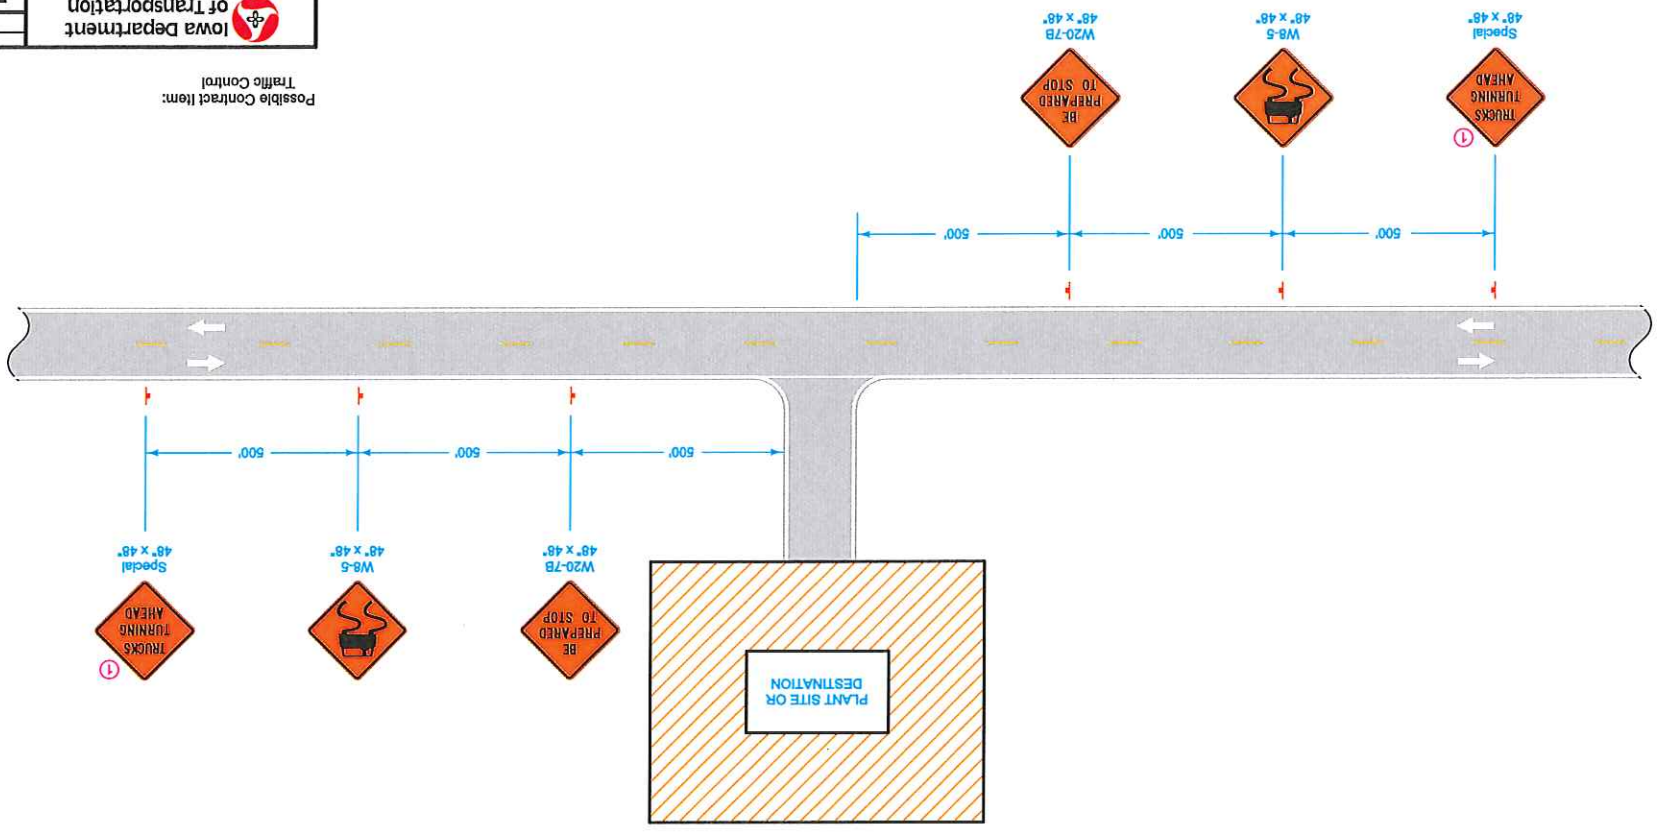 PLANT SITE OR
DESTINATION
BE
PREPARED
TO STOP
W20-7B
48" x 48"
W8-5
48" x 48"
1
TRUCKS
TURNING
AHEAD
Special
48" x 48"
500'
500'
500'
500'
500'
500'
1
TRUCKS
TURNING
AHEAD
Special
48" x 48"
W8-5
48" x 48"
BE
PREPARED
TO STOP
W20-7B
48" x 48"
Possible Contract Item:
Traffic Control
Iowa Department
of Transportation